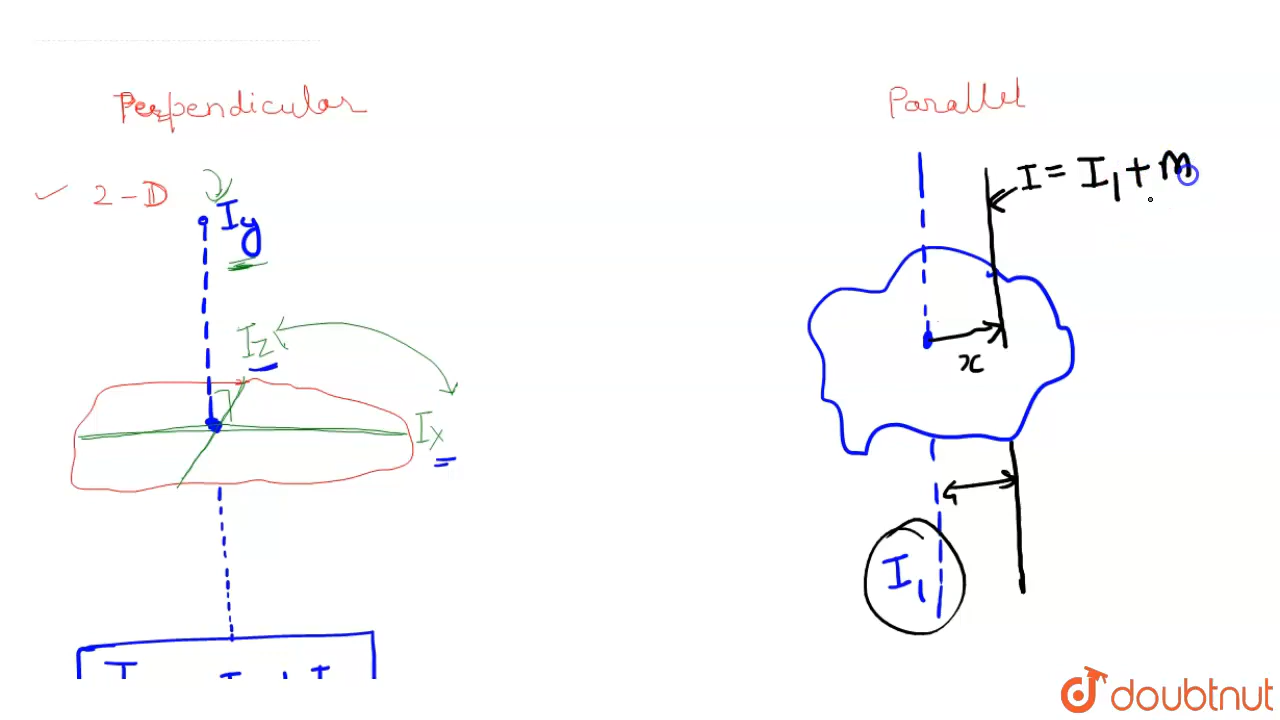 Perpendicular
2-D
Iy
Iz
Ix
Parallel
I = I₁ + m
x
I₁
doubtnut